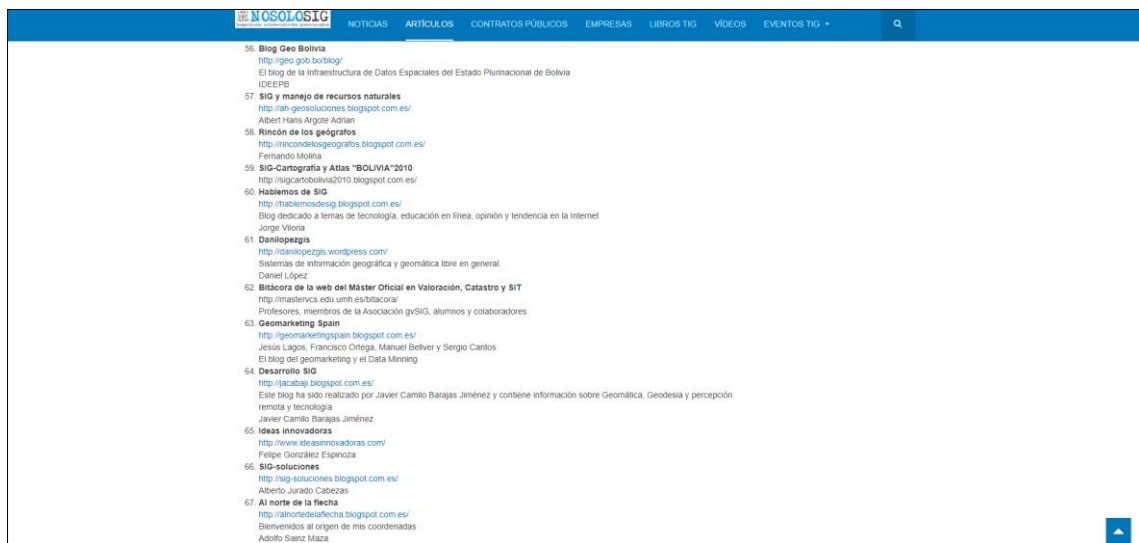 NOSOLOSIG
NOTICIAS ARTÍCULOS CONTRATOS PÚBLICOS EMPRESAS LIBROS TIG VÍDEOS EVENTOS TIG
56. Blog Geo Bolivia
http://geo.gob.bo/blog/
El blog de la Infraestructura de Datos Espaciales del Estado Plurinacional de Bolivia
IDEEPB
57. SIG y manejo de recursos naturales
http://ah-geosoluciones.blogspot.com.es/
Albert Hans Argote Adrian
58. Rincón de los geógrafos
http://rincondelosgeografos.blogspot.com.es/
Fernando Molina
59. SIG-Cartografía y Atlas "BOLIVIA"2010
http://sigcartobolivia2010.blogspot.com.es/
60. Hablemos de SIG
http://hablemosdesig.blogspot.com.es/
Blog dedicado a temas de tecnología, educación en línea, opinión y tendencia en la Internet
Jorge Viloria
61. Danilopezgis
http://danilopezgis.wordpress.com/
Sistemas de información geográfica y geomática libre en general.
Daniel López
62. Bitácora de la web del Máster Oficial en Valoración, Catastro y SIT
http://mastervcs.edu.umh.es/bitacora/
Profesores, miembros de la Asociación gvSIG, alumnos y colaboradores
63. Geomarketing Spain
http://geomarketingspain.blogspot.com.es/
Jesús Lagos, Francisco Ortega, Manuel Bellver y Sergio Cantos
El blog del geomarketing y el Data Minning
64. Desarrollo SIG
http://jacabaji.blogspot.com.es/
Este blog ha sido realizado por Javier Camilo Barajas Jiménez y contiene información sobre Geomática, Geodesia y percepción
remota y tecnología
Javier Camilo Barajas Jiménez
65. Ideas innovadoras
http://www.ideasinnovadoras.com/
Felipe González Espinoza
66. SIG-soluciones
http://sig-soluciones.blogspot.com.es/
Alberto Jurado Cabezas
67. Al norte de la flecha
http://alnortedelaflecha.blogspot.com.es/
Bienvenidos al origen de mis coordenadas
Adolfo Sainz Maza